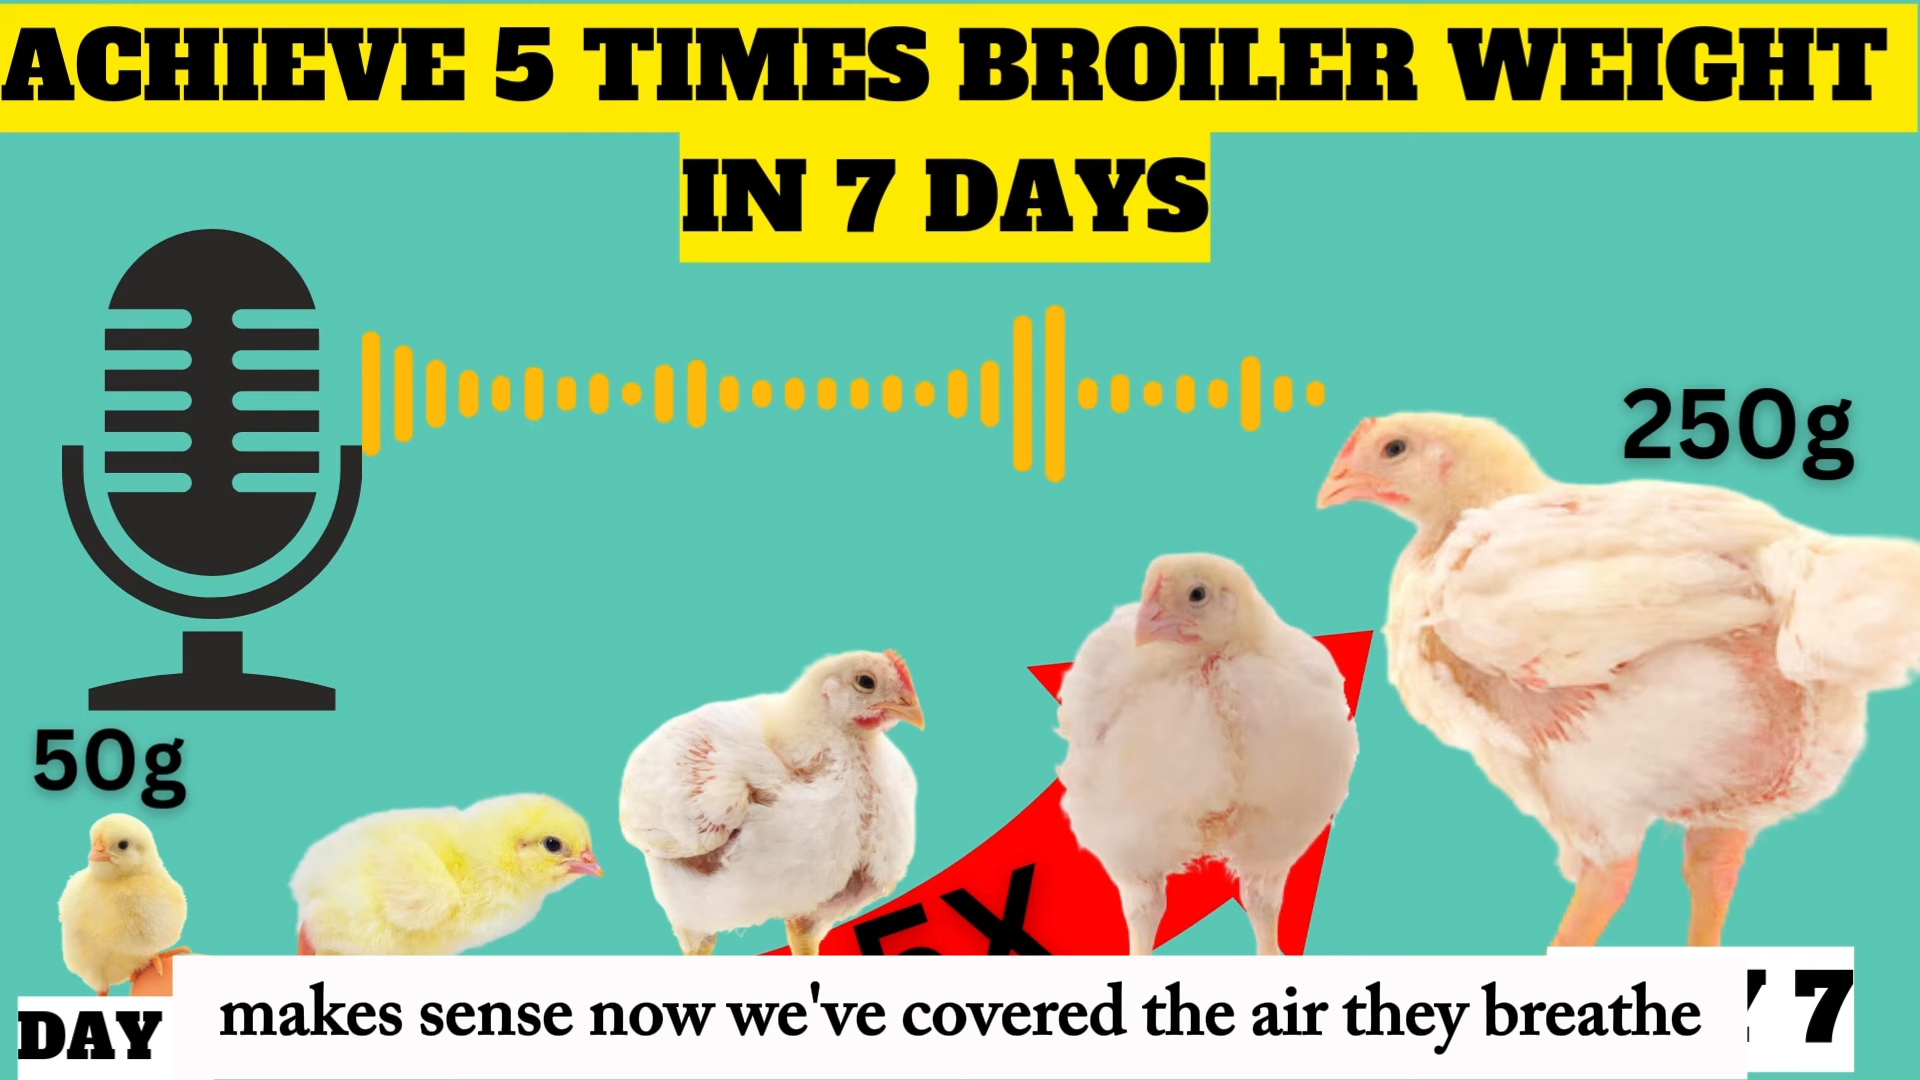 ACHIEVE 5 TIMES BROILER WEIGHT
IN 7 DAYS
250g
50g
5X
DAY
7
makes sense now we've covered the air they breathe